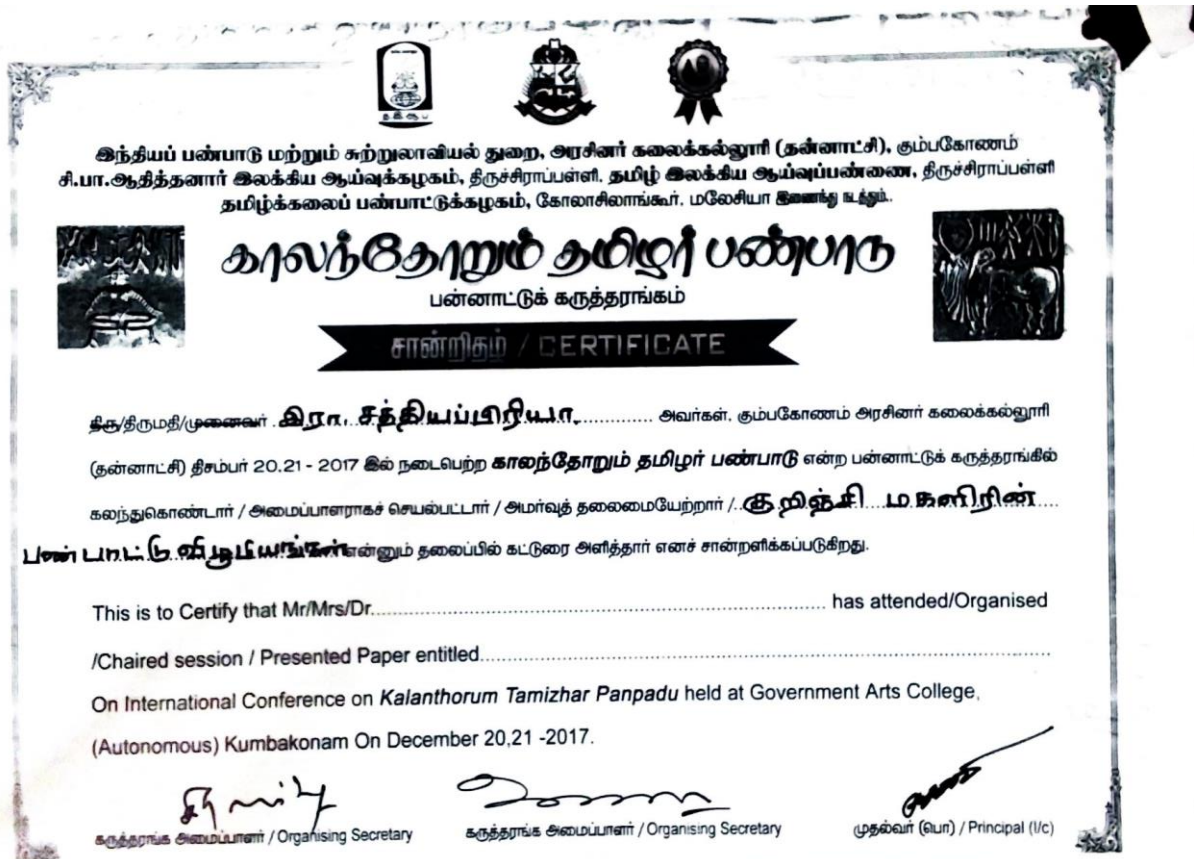 த.க.ஆ.ப
A9
இந்தியப் பண்பாடு மற்றும் சுற்றுலாவியல் துறை, அரசினர் கலைக்கல்லூரி (தன்னாட்சி), கும்பகோணம்
சி.பா.ஆதித்தனார் இலக்கிய ஆய்வுக்கழகம், திருச்சிராப்பள்ளி. தமிழ் இலக்கிய ஆய்வுப்பண்ணை, திருச்சிராப்பள்ளி
தமிழ்க்கலைப் பண்பாட்டுக்கழகம், கோலாசிலாங்கூர். மலேசியா இணைந்து நடத்தும்..
காலந்தோறும் தமிழர் பண்பாடு
பன்னாட்டுக் கருத்தரங்கம்
சான்றிதழ் / CERTIFICATE
திரு/திருமதி/முனைவர் .இரா. சத்தியப்பிரியா............... அவர்கள், கும்பகோணம் அரசினர் கலைக்கல்லூரி
(தன்னாட்சி) திசம்பர் 20,21 - 2017 இல் நடைபெற்ற காலந்தோறும் தமிழர் பண்பாடு என்ற பன்னாட்டுக் கருத்தரங்கில்
கலந்துகொண்டார் / அமைப்பாளராகச் செயல்பட்டார் / அமர்வுத் தலைமையேற்றார் /..குறிஞ்சி மகளிரின்....
பண்பாட்டு விழுமியங்கள் என்னும் தலைப்பில் கட்டுரை அளித்தார் எனச் சான்றளிக்கப்படுகிறது.
This is to Certify that Mr/Mrs/Dr............................................................... has attended/Organised
/Chaired session / Presented Paper entitled...............................................................
On International Conference on Kalanthorum Tamizhar Panpadu held at Government Arts College,
(Autonomous) Kumbakonam On December 20,21 -2017.
கருத்தரங்க அமைப்பாளர் / Organising Secretary
கருத்தரங்க அமைப்பாளர் / Organising Secretary
முதல்வர் (பொ) / Principal (I/c)